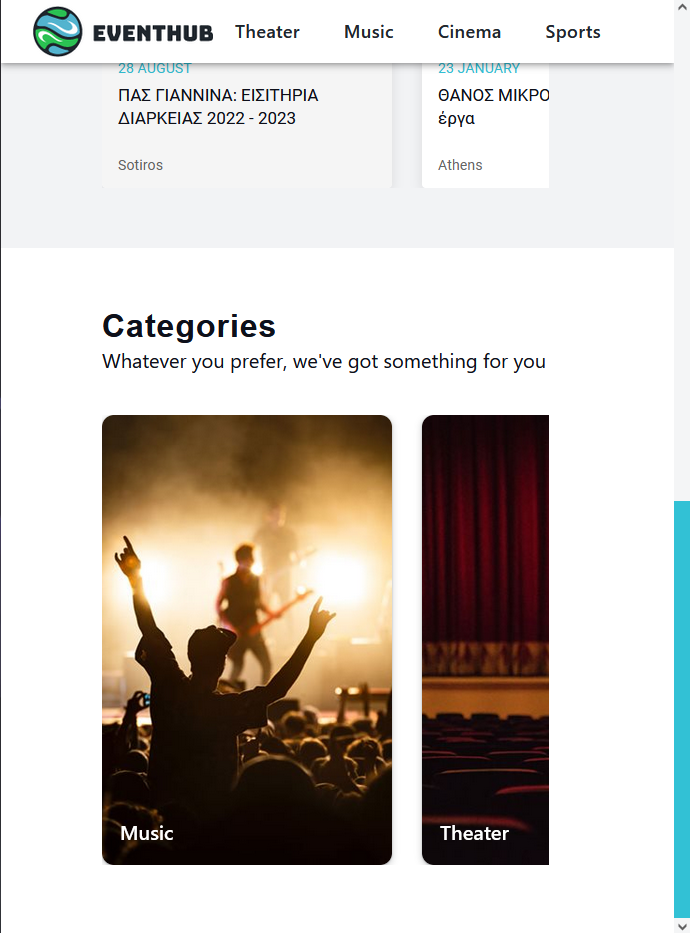 EVENTHUB Theater Music Cinema Sports
28 AUGUST
ΠΑΣ ΓΙΑΝΝΙΝΑ: ΕΙΣΙΤΗΡΙΑ
ΔΙΑΡΚΕΙΑΣ 2022 - 2023
Sotiros
23 JANUARY
ΘΑΝΟΣ ΜΙΚΡΟ
έργα
Athens
Categories
Whatever you prefer, we've got something for you
Music
Theater